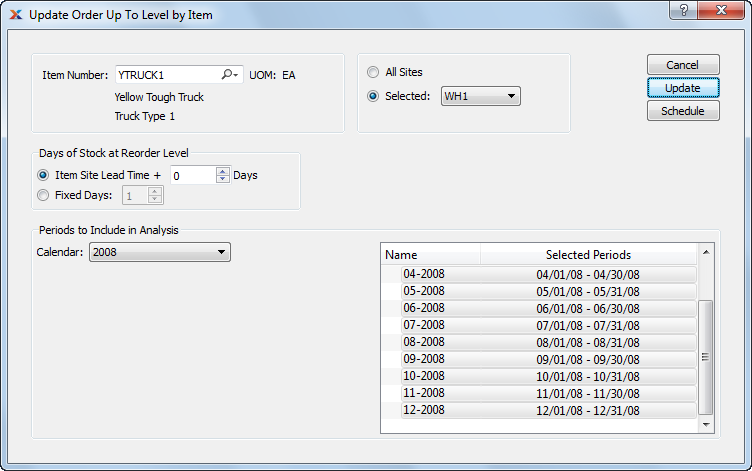 Update Order Up To Level by Item
Item Number: YTRUCK1 UOM: EA
Yellow Tough Truck
Truck Type 1
All Sites
Selected: WH1
Cancel
Update
Schedule
Days of Stock at Reorder Level
Item Site Lead Time + 0 Days
Fixed Days: 1
Periods to Include in Analysis
Calendar: 2008
Name Selected Periods
04-2008 04/01/08 - 04/30/08
05-2008 05/01/08 - 05/31/08
06-2008 06/01/08 - 06/30/08
07-2008 07/01/08 - 07/31/08
08-2008 08/01/08 - 08/31/08
09-2008 09/01/08 - 09/30/08
10-2008 10/01/08 - 10/31/08
11-2008 11/01/08 - 11/30/08
12-2008 12/01/08 - 12/31/08